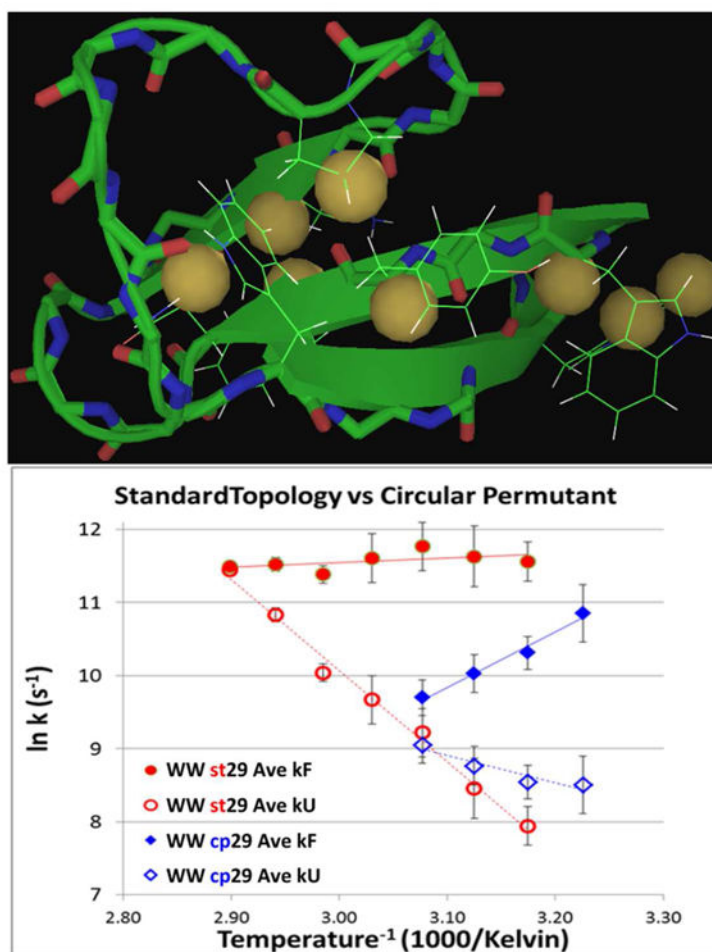 StandardTopology vs Circular Permutant
12
11
10
9
8
7
ln k (s⁻¹)
WW st29 Ave kF
WW st29 Ave kU
WW cp29 Ave kF
WW cp29 Ave kU
2.80 2.90 3.00 3.10 3.20 3.30
Temperature⁻¹ (1000/Kelvin)